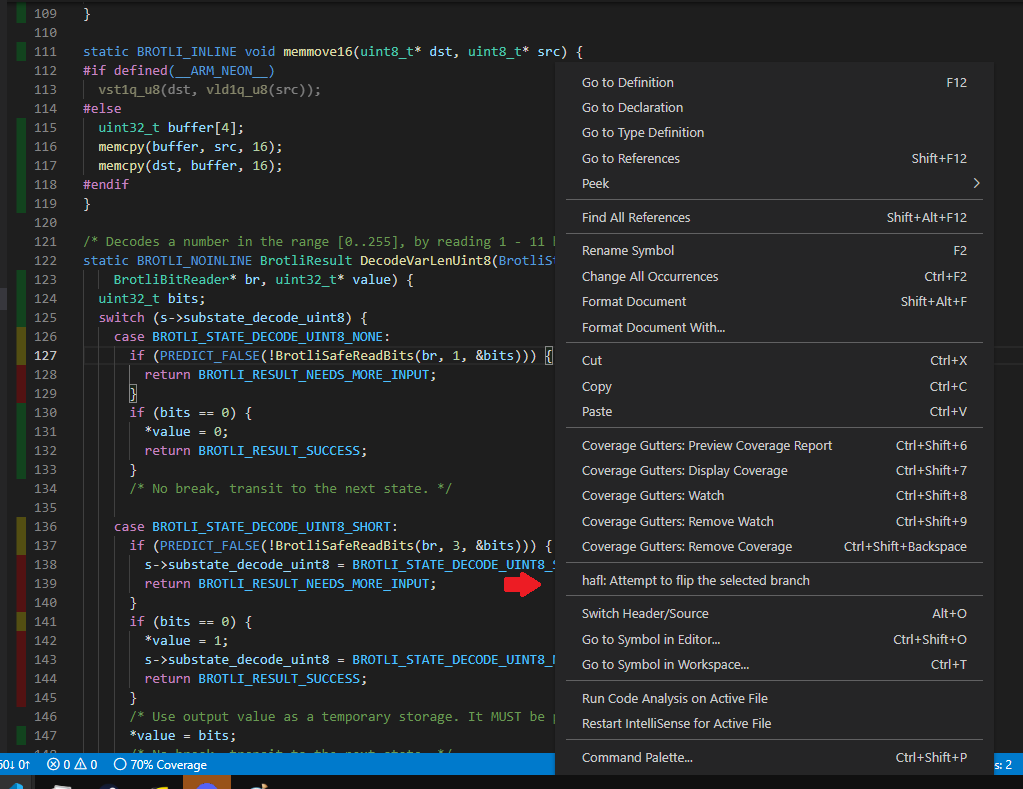 109 }
110
111 static BROTLI_INLINE void memmove16(uint8_t* dst, uint8_t* src) {
112 #if defined(__ARM_NEON__)
113 vst1q_u8(dst, vld1q_u8(src));
114 #else
115 uint32_t buffer[4];
116 memcpy(buffer, src, 16);
117 memcpy(dst, buffer, 16);
118 #endif
119 }
120
121 /* Decodes a number in the range [0..255], by reading 1 - 11
122 static BROTLI_NOINLINE BrotliResult DecodeVarLenUint8(BrotliSt
123 BrotliBitReader* br, uint32_t* value) {
124 uint32_t bits;
125 switch (s->substate_decode_uint8) {
126 case BROTLI_STATE_DECODE_UINT8_NONE:
127 if (PREDICT_FALSE(!BrotliSafeReadBits(br, 1, &bits))) {
128 return BROTLI_RESULT_NEEDS_MORE_INPUT;
129 }
130 if (bits == 0) {
131 *value = 0;
132 return BROTLI_RESULT_SUCCESS;
133 }
134 /* No break, transit to the next state. */
135
136 case BROTLI_STATE_DECODE_UINT8_SHORT:
137 if (PREDICT_FALSE(!BrotliSafeReadBits(br, 3, &bits))) {
138 s->substate_decode_uint8 = BROTLI_STATE_DECODE_UINT8_S
139 return BROTLI_RESULT_NEEDS_MORE_INPUT;
140 }
141 if (bits == 0) {
142 *value = 1;
143 s->substate_decode_uint8 = BROTLI_STATE_DECODE_UINT8_
144 return BROTLI_RESULT_SUCCESS;
145 }
146 /* Use output value as a temporary storage. It MUST be
147 *value = bits;
148 /* No break, transit to the next state. */
Go to Definition F12
Go to Declaration
Go to Type Definition
Go to References Shift+F12
Peek
Find All References Shift+Alt+F12
Rename Symbol F2
Change All Occurrences Ctrl+F2
Format Document Shift+Alt+F
Format Document With...
Cut Ctrl+X
Copy Ctrl+C
Paste Ctrl+V
Coverage Gutters: Preview Coverage Report Ctrl+Shift+6
Coverage Gutters: Display Coverage Ctrl+Shift+7
Coverage Gutters: Watch Ctrl+Shift+8
Coverage Gutters: Remove Watch Ctrl+Shift+9
Coverage Gutters: Remove Coverage Ctrl+Shift+Backspace
hafl: Attempt to flip the selected branch
Switch Header/Source Alt+O
Go to Symbol in Editor... Ctrl+Shift+O
Go to Symbol in Workspace... Ctrl+T
Run Code Analysis on Active File
Restart IntelliSense for Active File
Command Palette... Ctrl+Shift+P
60↓ 0↑ 0 0 70% Coverage s: 2